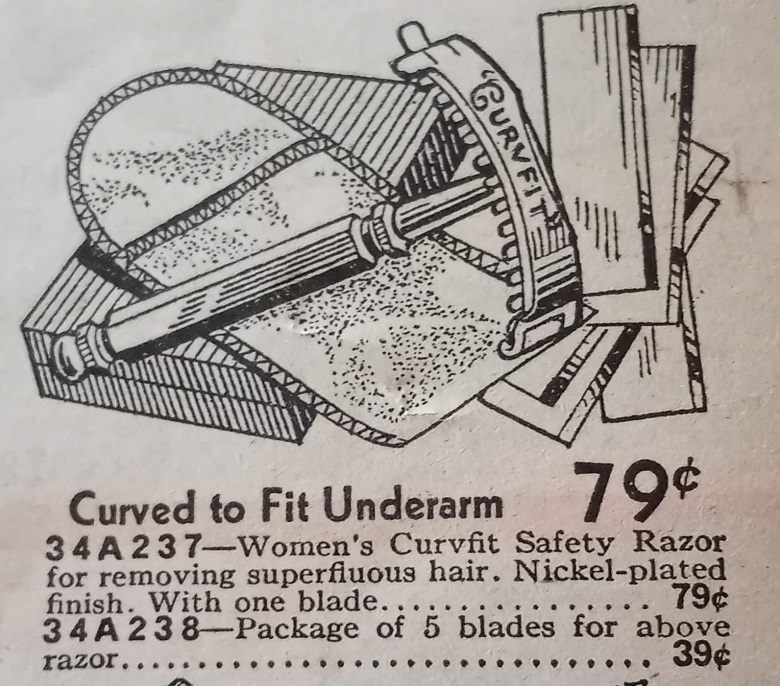 CURVFIT
Curved to Fit Underarm 79¢
34A237—Women's Curvfit Safety Razor
for removing superfluous hair. Nickel-plated
finish. With one blade................. 79¢
34A238—Package of 5 blades for above
razor................................. 39¢